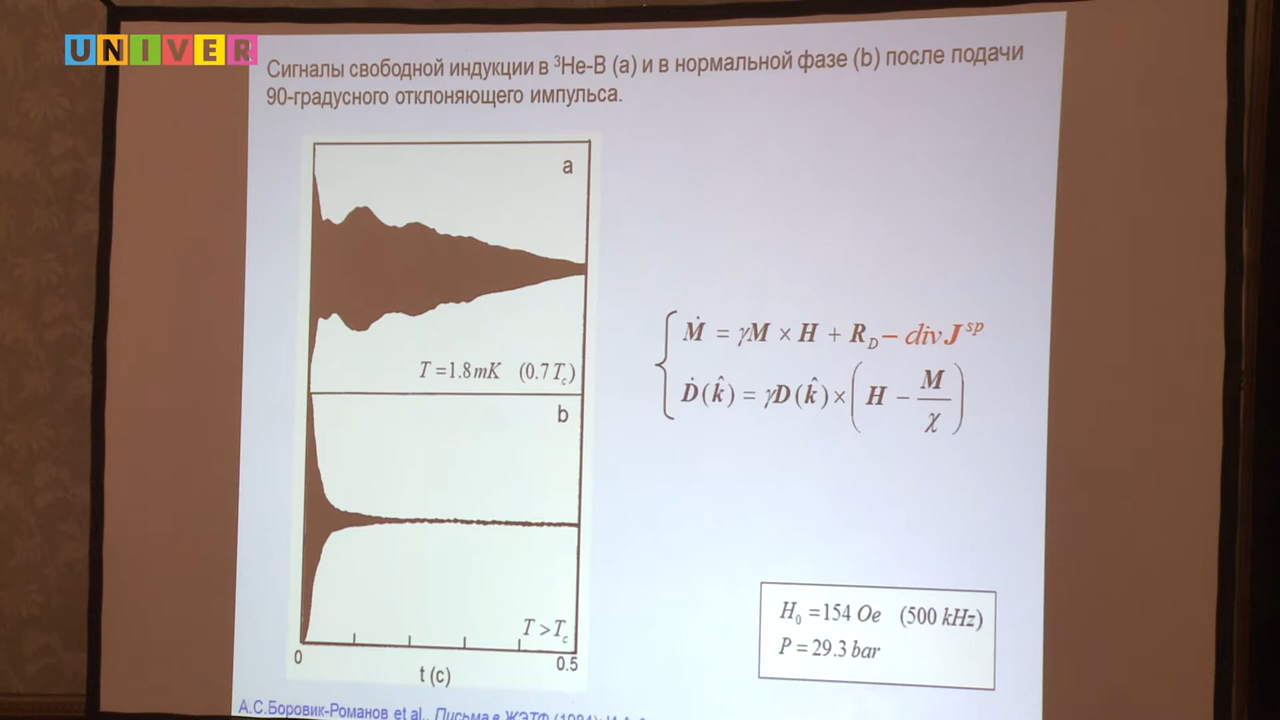 UNIVER
Сигналы свободной индукции в ³He-B (a) и в нормальной фазе (b) после подачи
90-градусного отклоняющего импульса.
a
T = 1.8 mK (0.7 T_c)
b
T > T_c
0
0.5
t (c)
Ṁ = γM × H + R_D − div J^sp
Ḋ(k̂) = γD(k̂) × (H − M/χ)
H₀ = 154 Oe (500 kHz)
P = 29.3 bar
А.С.Боровик-Романов et al., Письма в ЖЭТФ (1984);